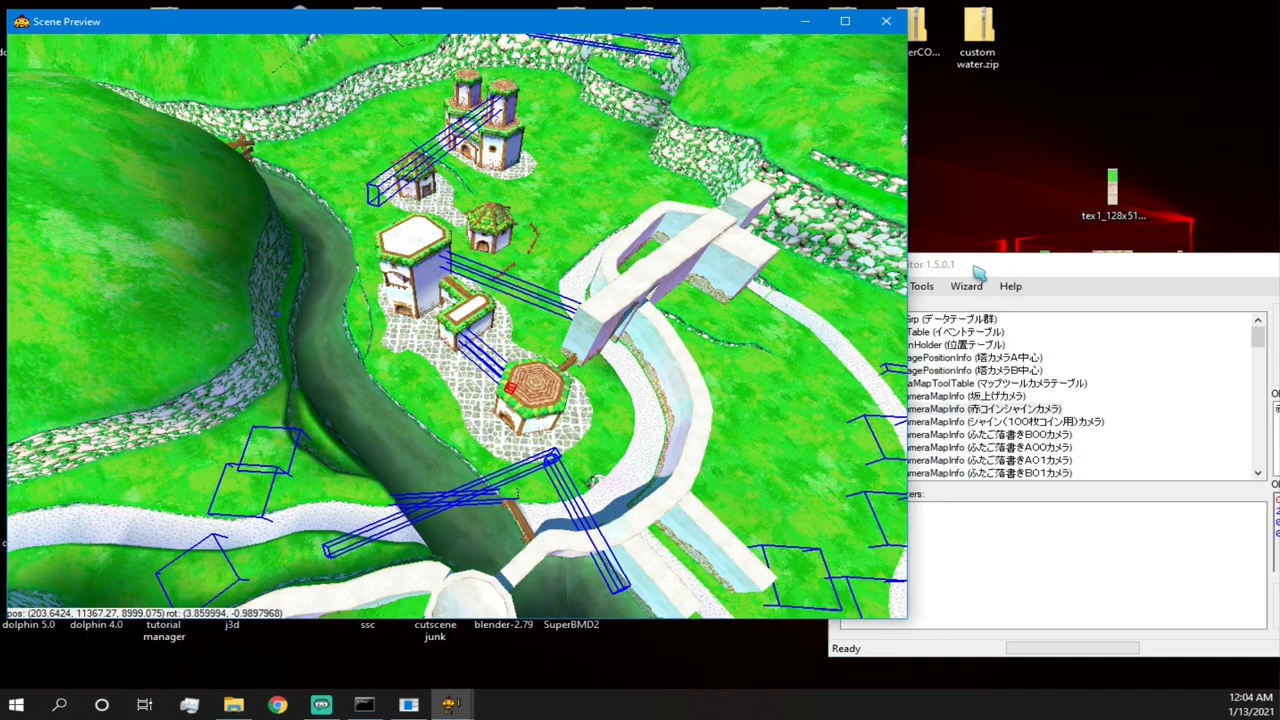 Scene Preview
erCO...
custom
water.zip
tex1_128x51...
tor 1.5.0.1
Tools
Wizard
Help
rp (データテーブル群)
Table (イベントテーブル)
nHolder (位置テーブル)
agePositionInfo (塔カメラA中心)
agePositionInfo (塔カメラB中心)
aMapToolTable (マップツールカメラテーブル)
ameraMapInfo (坂上げカメラ)
ameraMapInfo (赤コインシャインカメラ)
ameraMapInfo (シャイン(100枚コイン用)カメラ)
ameraMapInfo (ふたご落書きB00カメラ)
ameraMapInfo (ふたご落書きA00カメラ)
ameraMapInfo (ふたご落書きA01カメラ)
ameraMapInfo (ふたご落書きB01カメラ)
ers:
Ready
pos: (203.6424, 11367.27, 8999.075) rot: (3.859994, -0.9897968)
dolphin 5.0
dolphin 4.0
tutorial
manager
j3d
ssc
cutscene
junk
blender-2.79
SuperBMD2
12:04 AM
1/13/2021